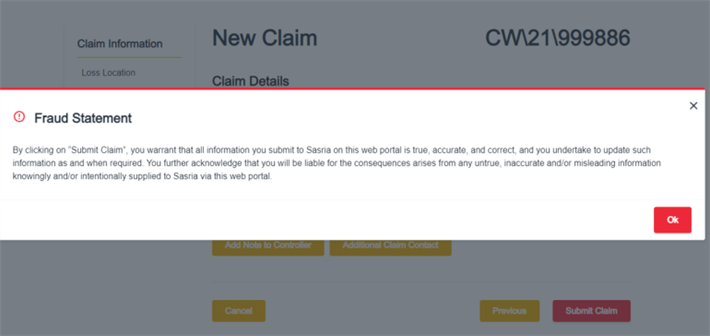 Claim Information
New Claim
CW\21\999886
Loss Location
Claim Details
Fraud Statement
By clicking on "Submit Claim", you warrant that all information you submit to Sasria on this web portal is true, accurate, and correct, and you undertake to update such
information as and when required. You further acknowledge that you will be liable for the consequences arises from any untrue, inaccurate and/or misleading information
knowingly and/or intentionally supplied to Sasria via this web portal.
Ok
Add Note to Controller
Additional Claim Contact
Cancel
Previous
Submit Claim